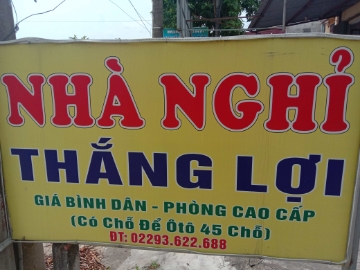 NHÀ NGHỈ
THẮNG LỢI
GIÁ BÌNH DÂN - PHÒNG CAO CẤP
(Có Chỗ Để Ôtô 45 Chỗ)
ĐT: 02293.622.688